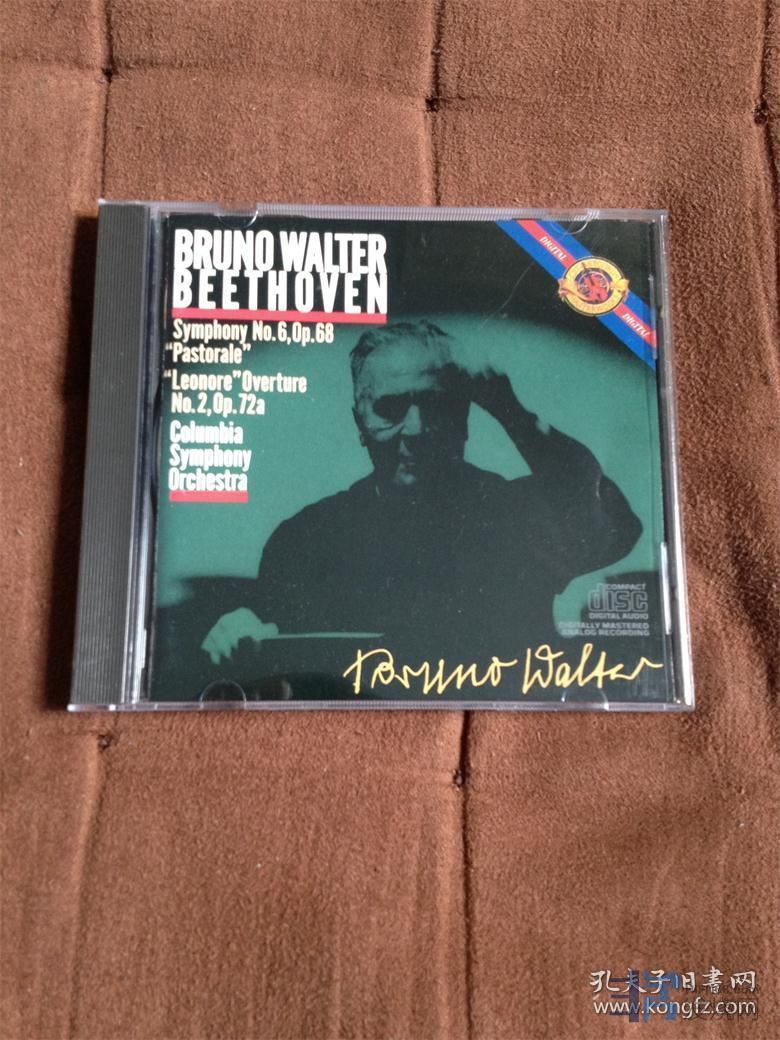 BRUNO WALTER
BEETHOVEN
Symphony No.6,Op.68
"Pastorale"
"Leonore" Overture
No.2,Op.72a
Columbia
Symphony
Orchestra
DIGITAL
DIGITAL
COMPACT
disc
DIGITAL AUDIO
DIGITALLY MASTERED
ANALOG RECORDING
Bruno Walter
孔夫子旧書网
www.kongfz.com